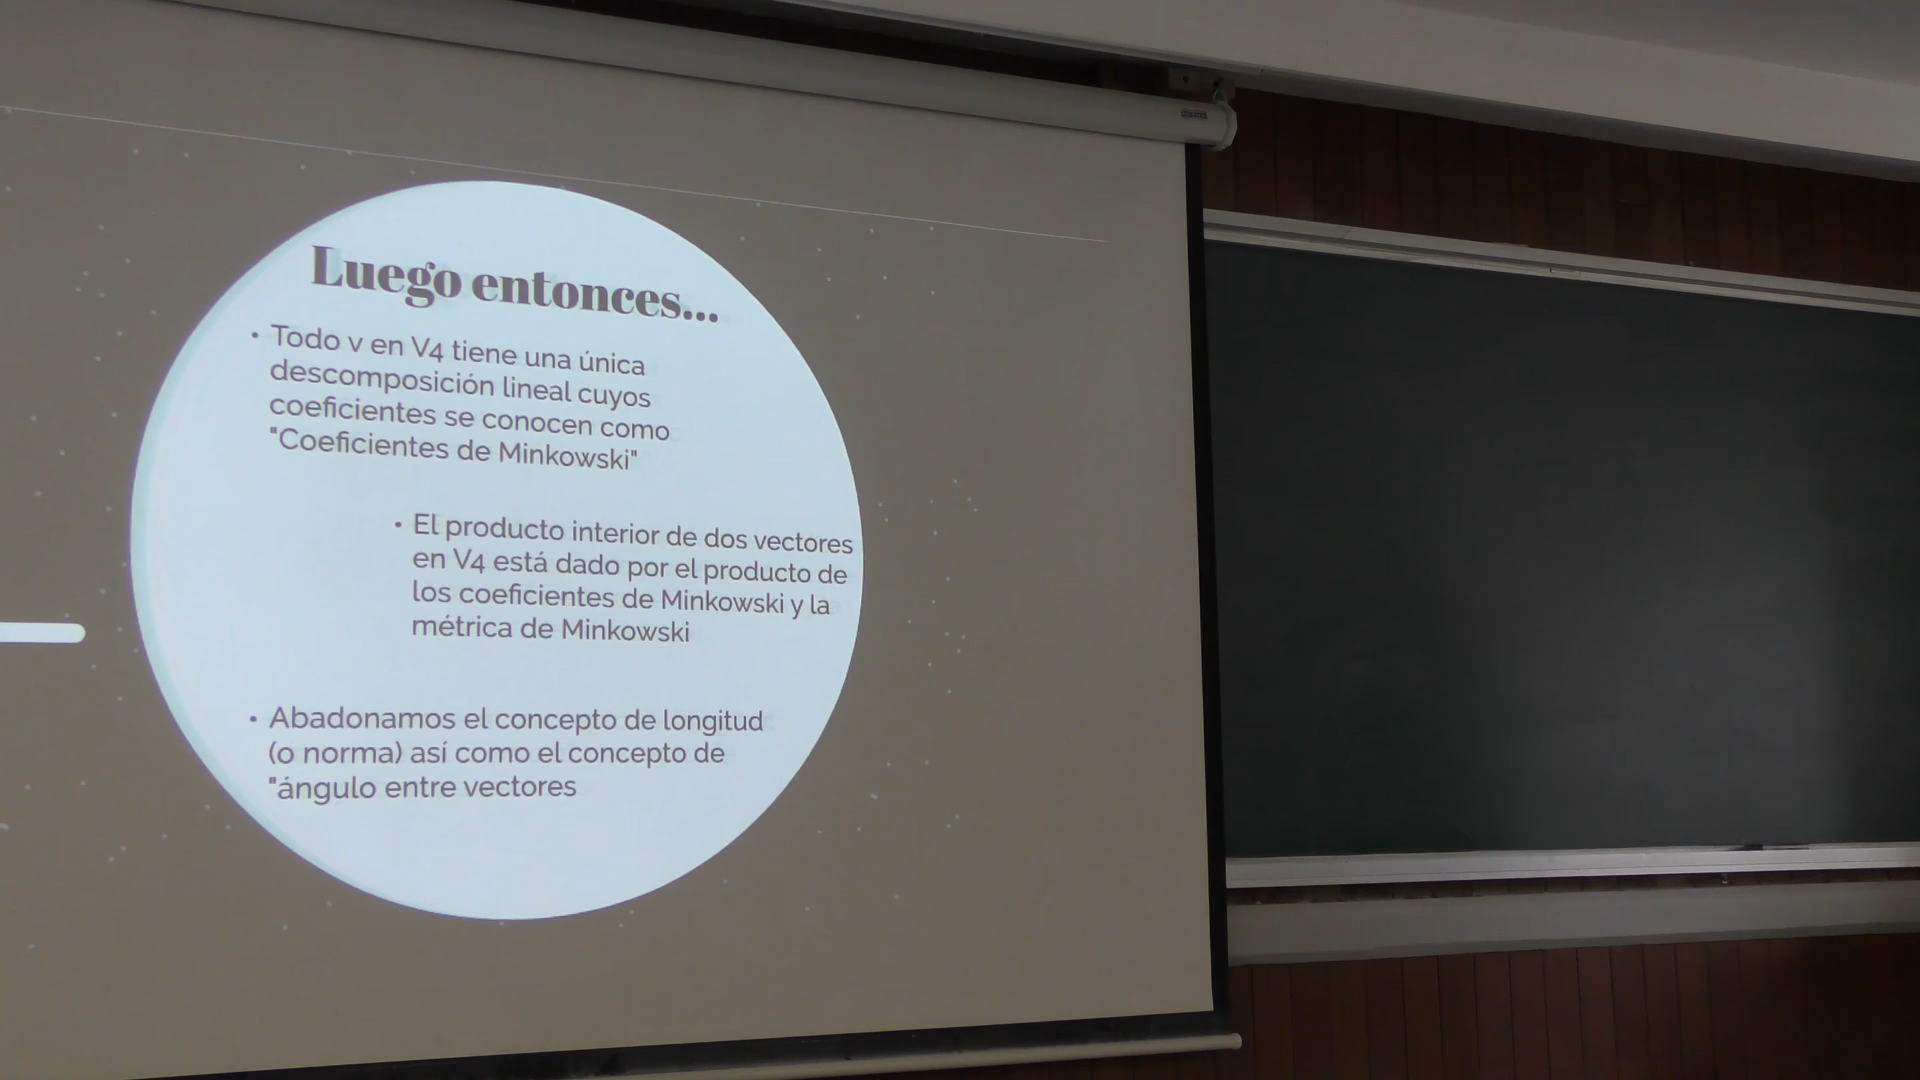 Luego entonces...
• Todo v en V4 tiene una única
descomposición lineal cuyos
coeficientes se conocen como
"Coeficientes de Minkowski"
• El producto interior de dos vectores
en V4 está dado por el producto de
los coeficientes de Minkowski y la
métrica de Minkowski
• Abadonamos el concepto de longitud
(o norma) así como el concepto de
"ángulo entre vectores